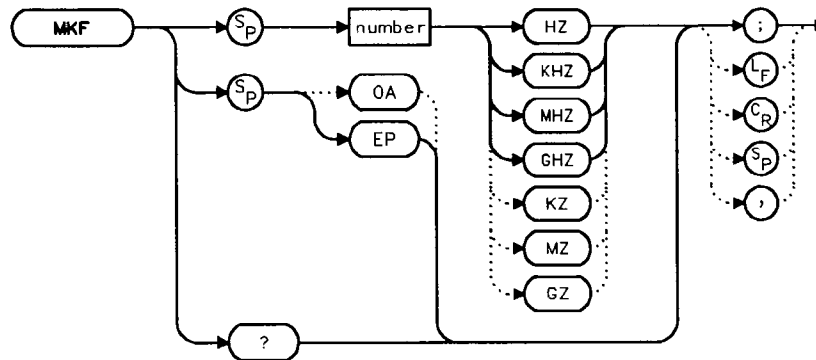 MKF SP number HZ ;
KHZ LF
SP OA MHZ CR
EP GHZ SP
KZ ,
MZ
GZ
?